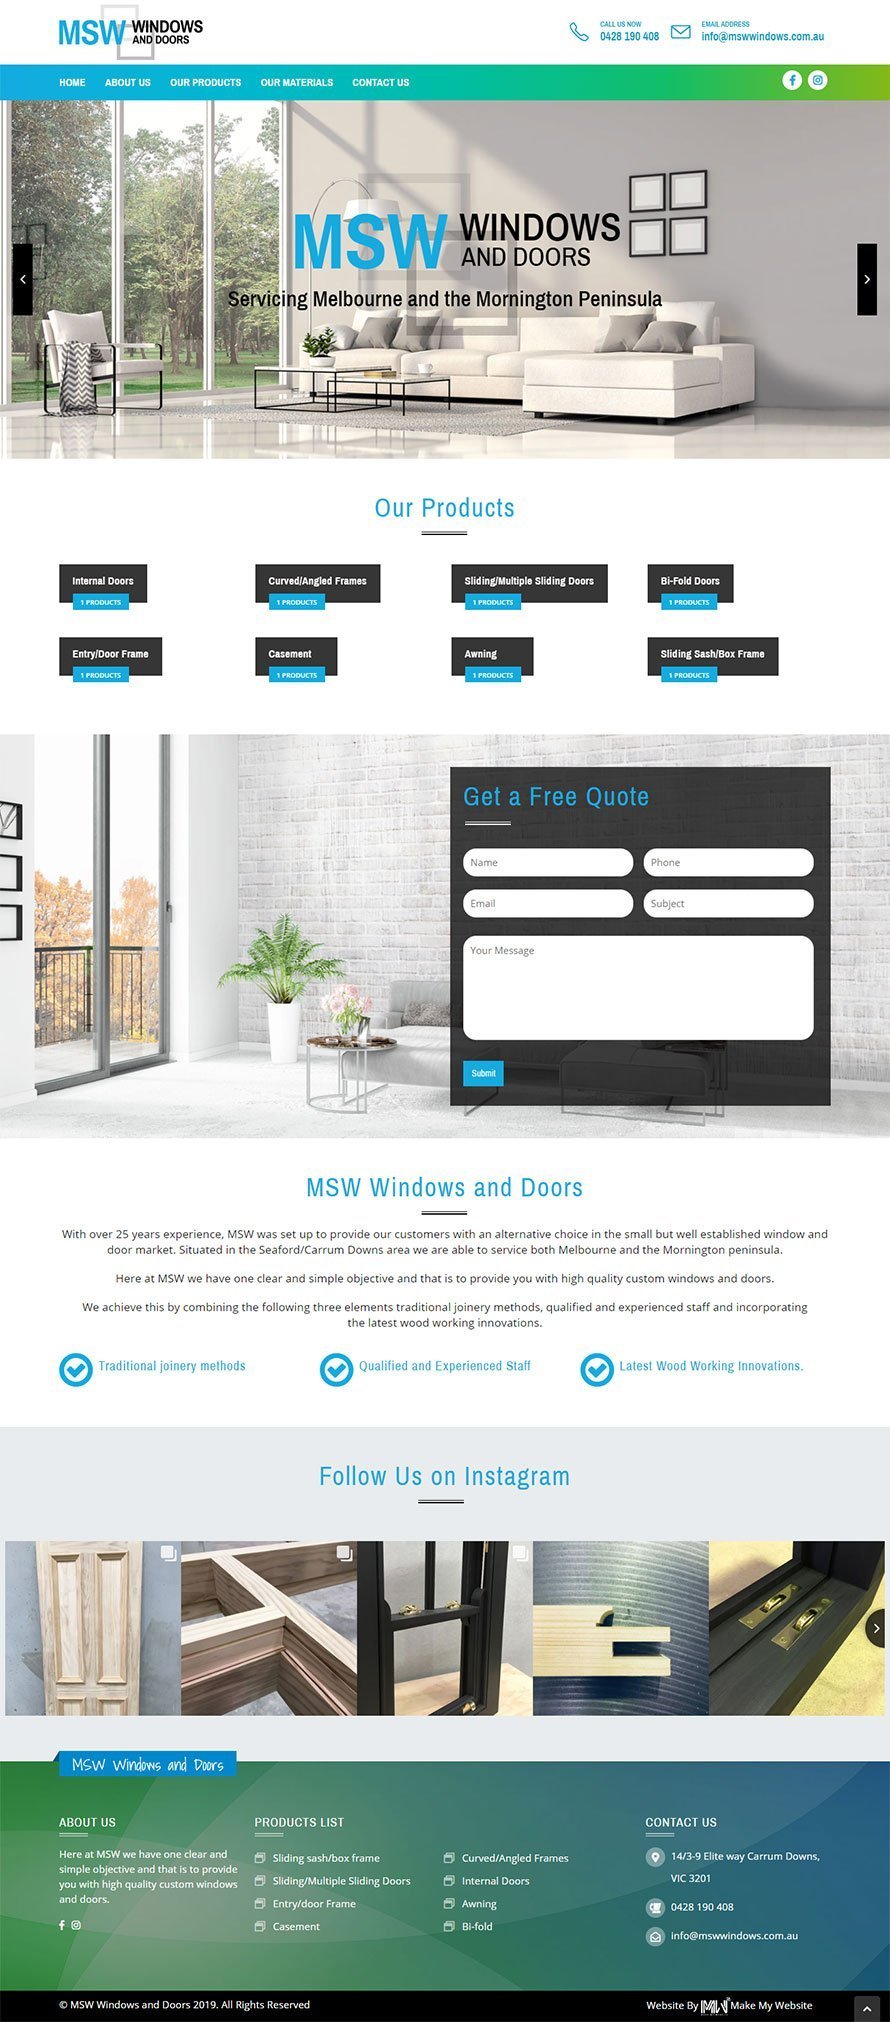 MSW WINDOWS
AND DOORS
CALL US NOW
0428 190 408
EMAIL ADDRESS
info@mswwindows.com.au
HOME ABOUT US OUR PRODUCTS OUR MATERIALS CONTACT US
MSW WINDOWS
AND DOORS
Servicing Melbourne and the Mornington Peninsula
Our Products
Internal Doors
1 PRODUCTS
Curved/Angled Frames
1 PRODUCTS
Sliding/Multiple Sliding Doors
1 PRODUCTS
Bi-Fold Doors
1 PRODUCTS
Entry/Door Frame
1 PRODUCTS
Casement
1 PRODUCTS
Awning
1 PRODUCTS
Sliding Sash/Box Frame
1 PRODUCTS
Get a Free Quote
Name Phone
Email Subject
Your Message
Submit
MSW Windows and Doors
With over 25 years experience, MSW was set up to provide our customers with an alternative choice in the small but well established window and
door market. Situated in the Seaford/Carrum Downs area we are able to service both Melbourne and the Mornington peninsula.
Here at MSW we have one clear and simple objective and that is to provide you with high quality custom windows and doors.
We achieve this by combining the following three elements traditional joinery methods, qualified and experienced staff and incorporating
the latest wood working innovations.
Traditional joinery methods
Qualified and Experienced Staff
Latest Wood Working Innovations.
Follow Us on Instagram
MSW Windows and Doors
ABOUT US
Here at MSW we have one clear and
simple objective and that is to provide
you with high quality custom windows
and doors.
PRODUCTS LIST
Sliding sash/box frame
Sliding/Multiple Sliding Doors
Entry/door Frame
Casement
Curved/Angled Frames
Internal Doors
Awning
Bi-fold
CONTACT US
14/3-9 Elite way Carrum Downs,
VIC 3201
0428 190 408
info@mswwindows.com.au
© MSW Windows and Doors 2019. All Rights Reserved
Website By MMW Make My Website